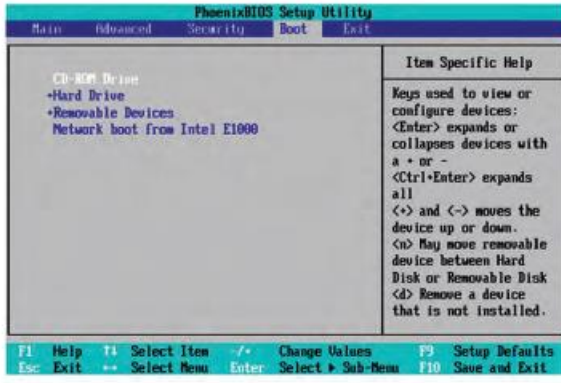 PhoenixBIOS Setup Utility
Main Advanced Security Boot Exit
CD-ROM Drive
+Hard Drive
+Removable Devices
Network boot from Intel E1000
Item Specific Help
Keys used to view or
configure devices:
<Enter> expands or
collapses devices with
a + or -
<Ctrl+Enter> expands
all
<+> and <-> moves the
device up or down.
<n> May move removable
device between Hard
Disk or Removable Disk
<d> Remove a device
that is not installed.
F1 Help ↑↓ Select Item -/+ Change Values F9 Setup Defaults
Esc Exit ↔ Select Menu Enter Select ▶ Sub-Menu F10 Save and Exit